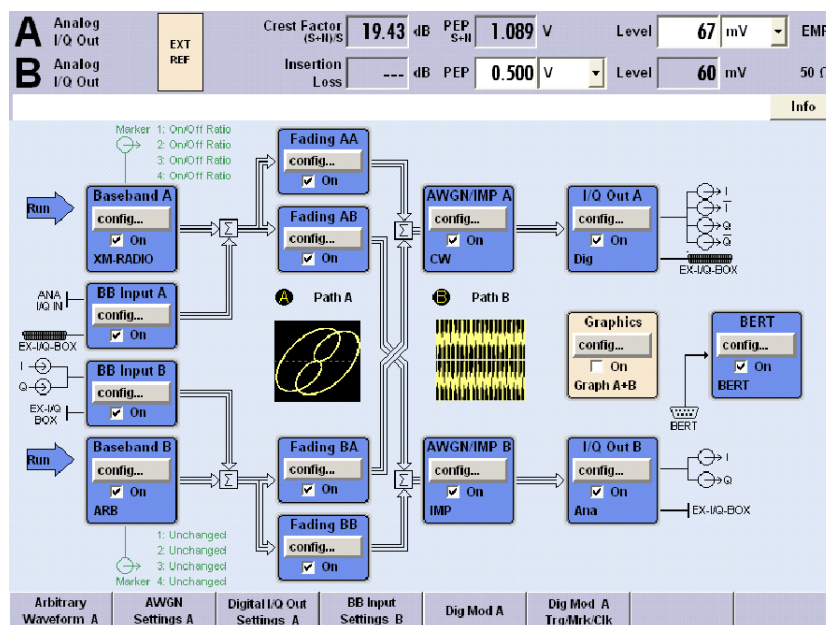 A Analog I/Q Out EXT REF Crest Factor (S+N)/S 19.43 dB PEP S+N 1.089 V Level 67 mV EMF
B Analog I/Q Out Insertion Loss --- dB PEP 0.500 V Level 60 mV 50 Ω
Info
Marker 1: On/Off Ratio
2: On/Off Ratio
3: On/Off Ratio
4: On/Off Ratio
Run
Baseband A
config...
On
XM-RADIO
Σ
Fading AA
config...
On
Fading AB
config...
On
Σ
AWGN/IMP A
config...
On
CW
I/Q Out A
config...
On
Dig
I
I
Q
Q
EX-I/Q-BOX
ANA I/Q IN
EX-I/Q-BOX
BB Input A
config...
On
A Path A
B Path B
Graphics
config...
On
Graph A+B
BERT
config...
On
BERT
BERT
I
Q
EX-I/Q BOX
BB Input B
config...
On
Run
Baseband B
config...
On
ARB
Σ
Fading BA
config...
On
Fading BB
config...
On
Σ
AWGN/IMP B
config...
On
IMP
I/Q Out B
config...
On
Ana
I
Q
EX-I/Q-BOX
1: Unchanged
2: Unchanged
3: Unchanged
Marker 4: Unchanged
Arbitrary Waveform A
AWGN Settings A
Digital I/Q Out Settings A
BB Input Settings B
Dig Mod A
Dig Mod A Trg/Mrk/Clk